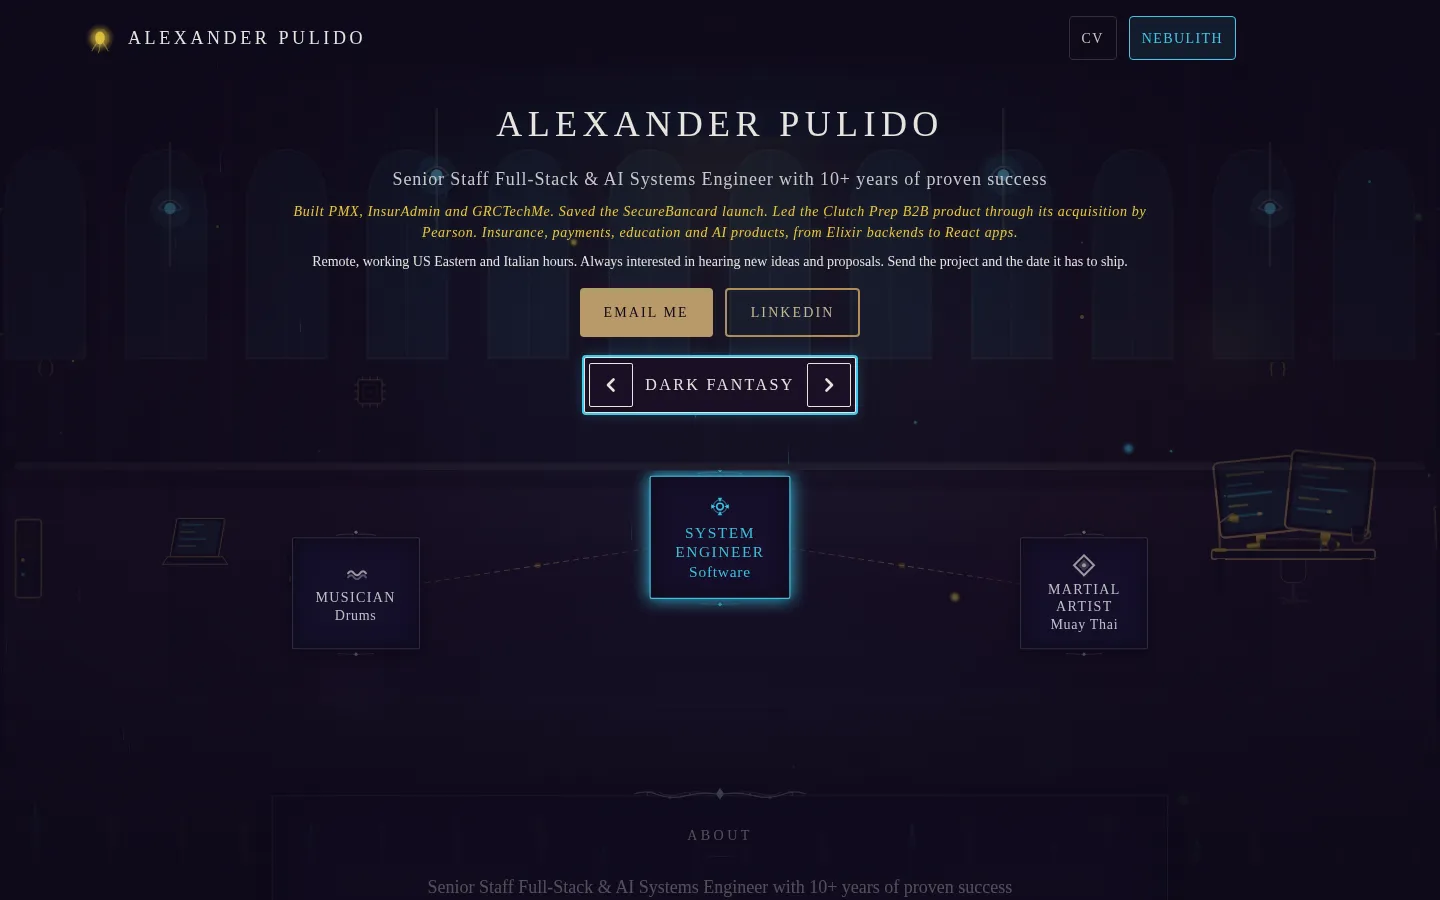 ALEXANDER PULIDO
CV
NEBULITH
ALEXANDER PULIDO
Senior Staff Full-Stack & AI Systems Engineer with 10+ years of proven success
Built PMX, InsurAdmin and GRCTechMe. Saved the SecureBancard launch. Led the Clutch Prep B2B product through its acquisition by
Pearson. Insurance, payments, education and AI products, from Elixir backends to React apps.
Remote, working US Eastern and Italian hours. Always interested in hearing new ideas and proposals. Send the project and the date it has to ship.
EMAIL ME
LINKEDIN
DARK FANTASY
SYSTEM
ENGINEER
Software
MUSICIAN
Drums
MARTIAL
ARTIST
Muay Thai
ABOUT
Senior Staff Full-Stack & AI Systems Engineer with 10+ years of proven success